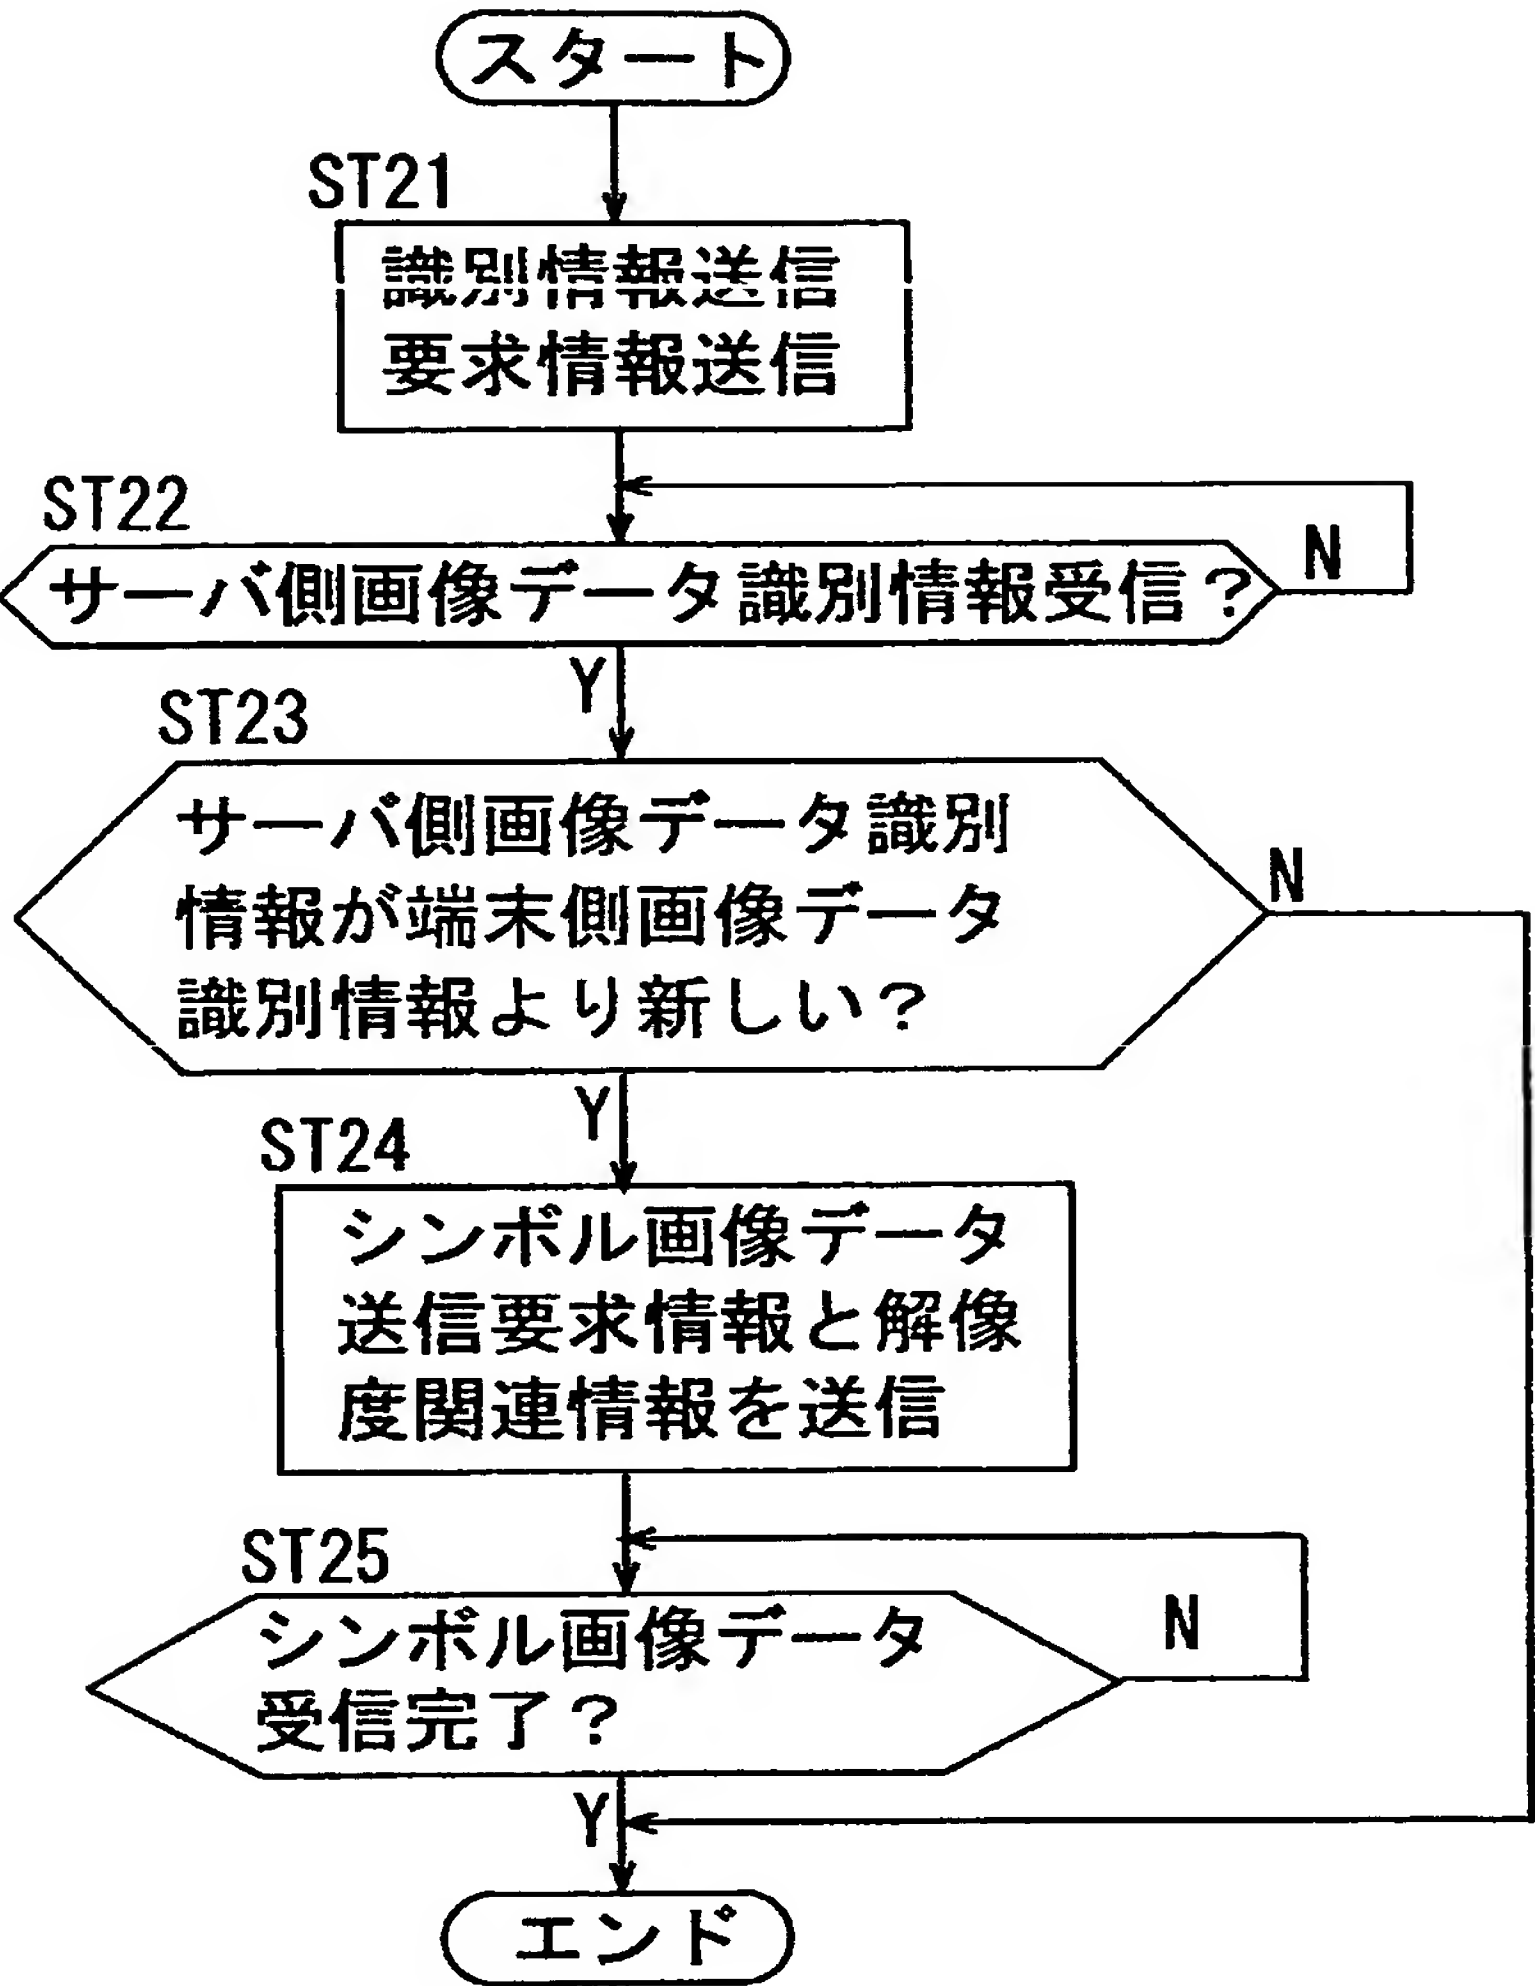 スタート
ST21
識別情報送信
要求情報送信
ST22
サーバ側画像データ識別情報受信？
N
Y
ST23
サーバ側画像データ識別
情報が端末側画像データ
識別情報より新しい？
N
Y
ST24
シンボル画像データ
送信要求情報と解像
度関連情報を送信
ST25
シンボル画像データ
受信完了？
N
Y
エンド